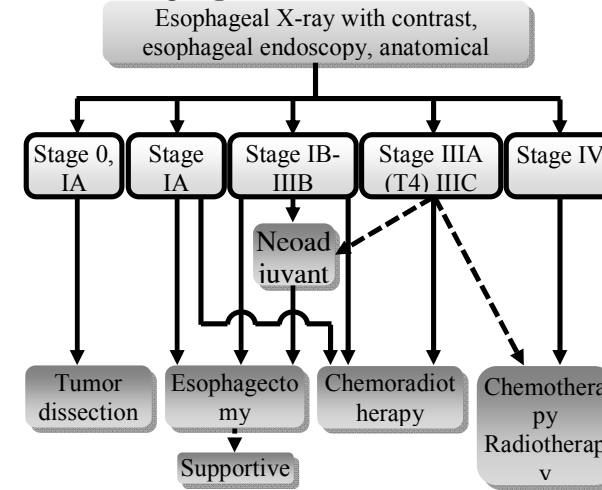 Esophageal X-ray with contrast,
esophageal endoscopy, anatomical
Stage 0,
IA
Stage
IA
Stage IB-
IIIB
Stage IIIA
(T4) IIIC
Stage IV
Neoad
juvant
Tumor
dissection
Esophagecto
my
Chemoradiot
herapy
Chemothera
py
Radiotherap
y
Supportive